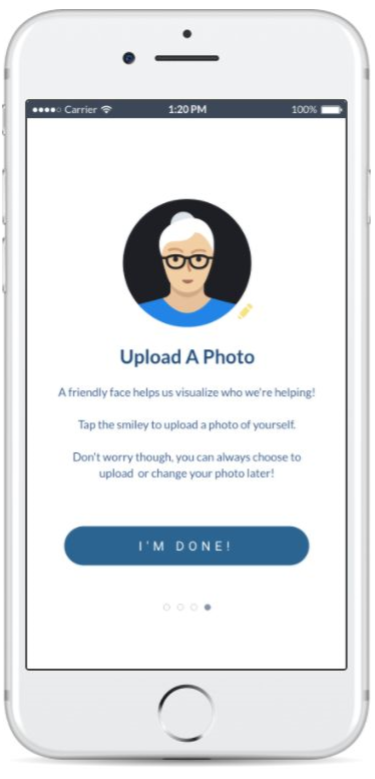 Carrier 1:20 PM 100%
Upload A Photo
A friendly face helps us visualize who we're helping!
Tap the smiley to upload a photo of yourself.
Don't worry though, you can always choose to
upload or change your photo later!
I'M DONE!